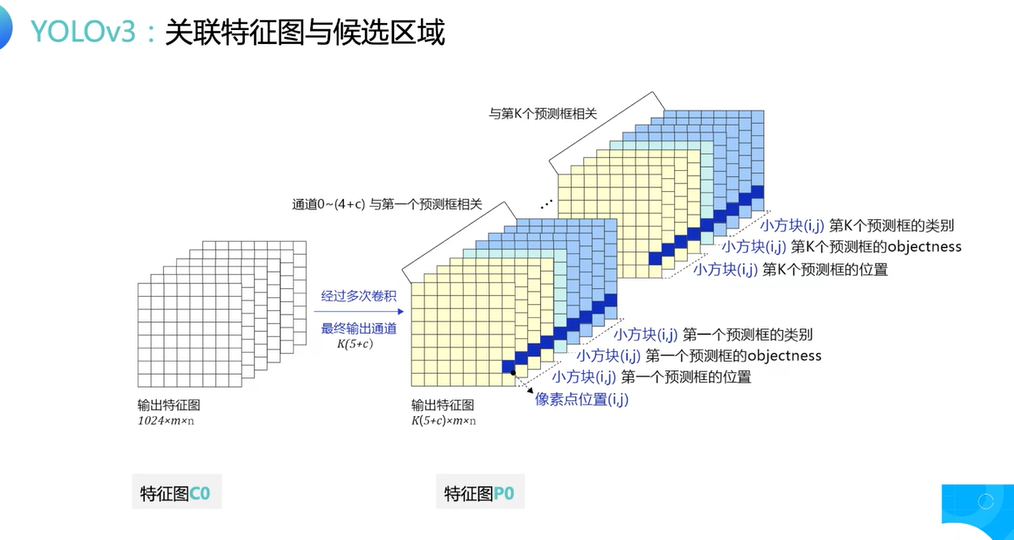 YOLOv3：关联特征图与候选区域
与第K个预测框相关
通道0~(4+c) 与第一个预测框相关
...
小方块(i,j) 第K个预测框的类别
小方块(i,j) 第K个预测框的objectness
小方块(i,j) 第K个预测框的位置
经过多次卷积
最终输出通道
K(5+c)
小方块(i,j) 第一个预测框的类别
小方块(i,j) 第一个预测框的objectness
小方块(i,j) 第一个预测框的位置
像素点位置(i,j)
输出特征图
1024×m×n
输出特征图
K(5+c)×m×n
特征图C0
特征图P0